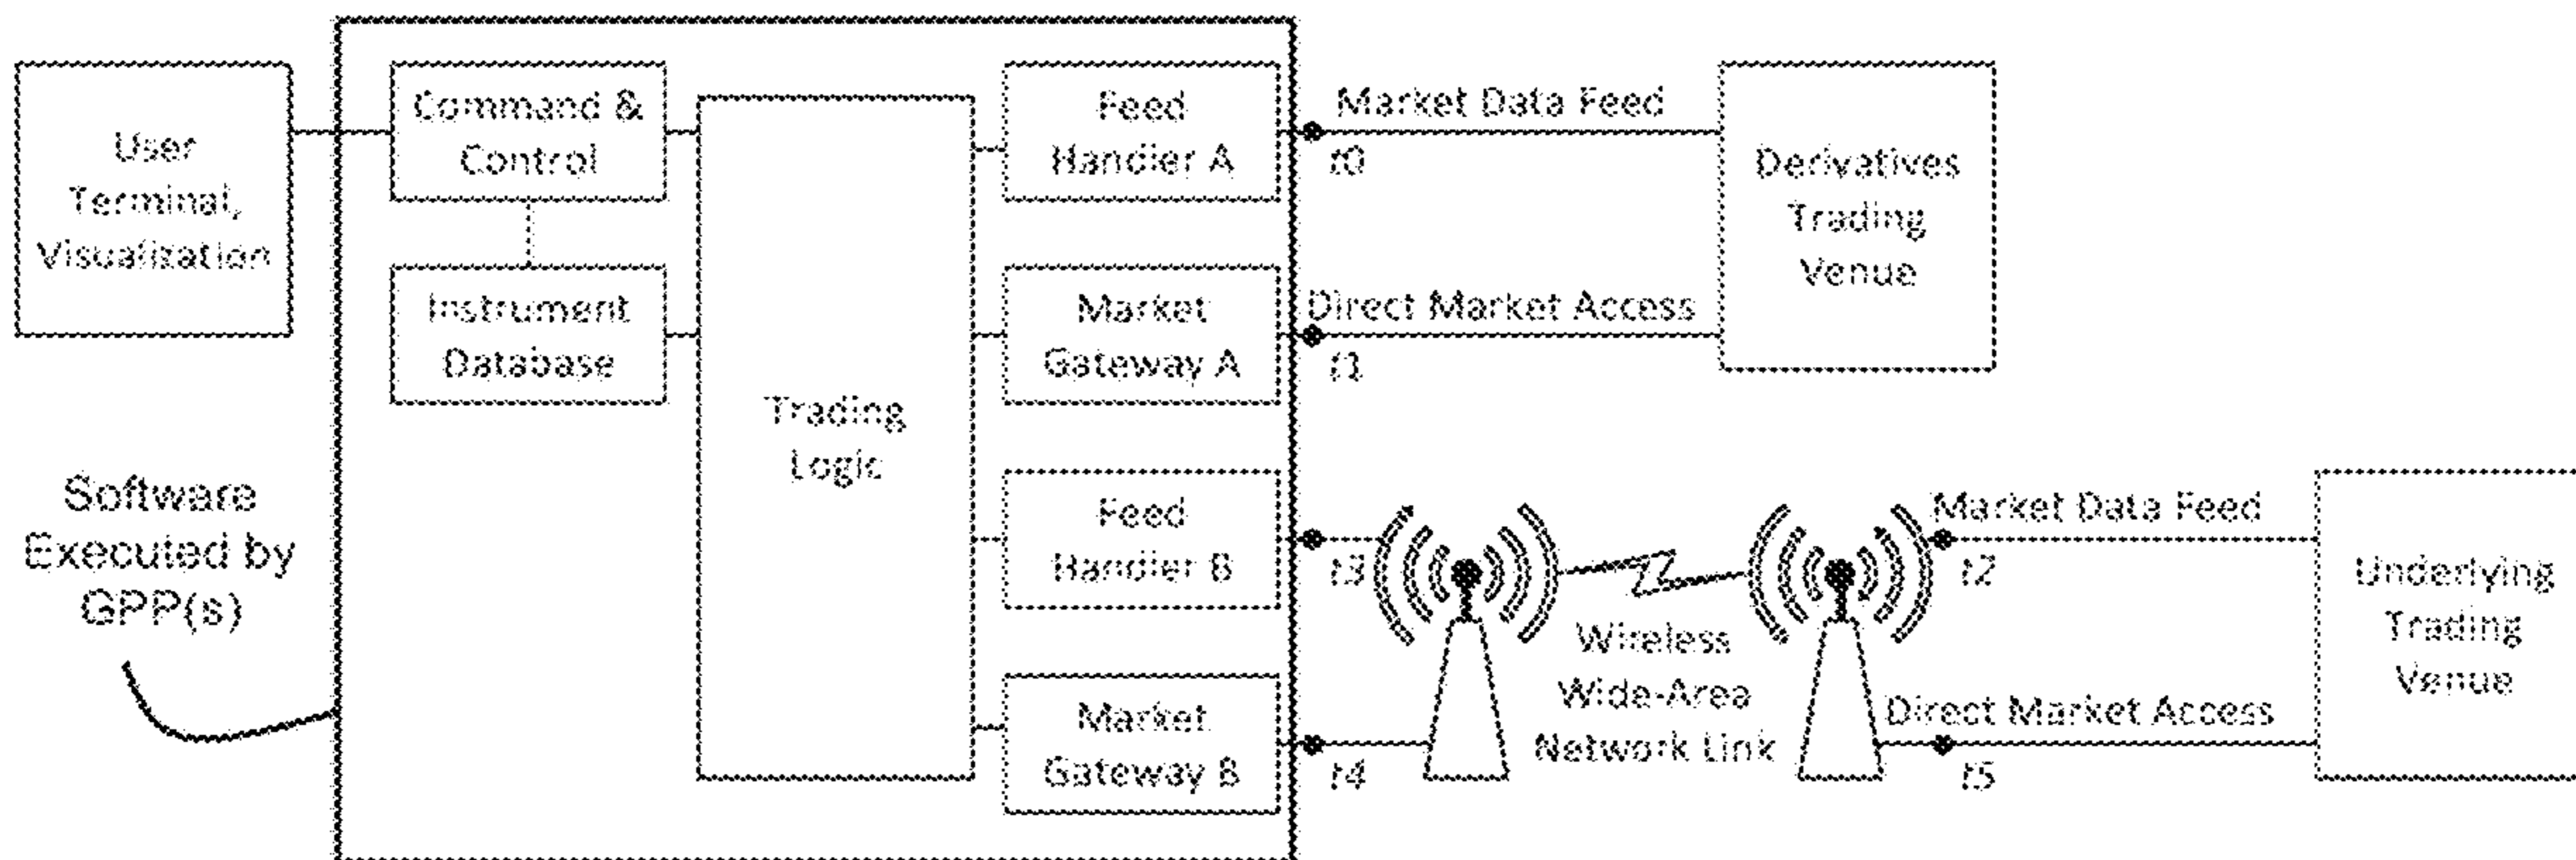 User
Terminal,
Visualization
Command &
Control
Instrument
Database
Trading
Logic
Feed
Handler A
Market
Gateway A
Feed
Handler B
Market
Gateway B
Market Data Feed
t0
Direct Market Access
t1
Derivatives
Trading
Venue
Software
Executed by
GPP(s)
t3
t4
Wireless
Wide-Area
Network Link
Market Data Feed
t2
Direct Market Access
t5
Underlying
Trading
Venue